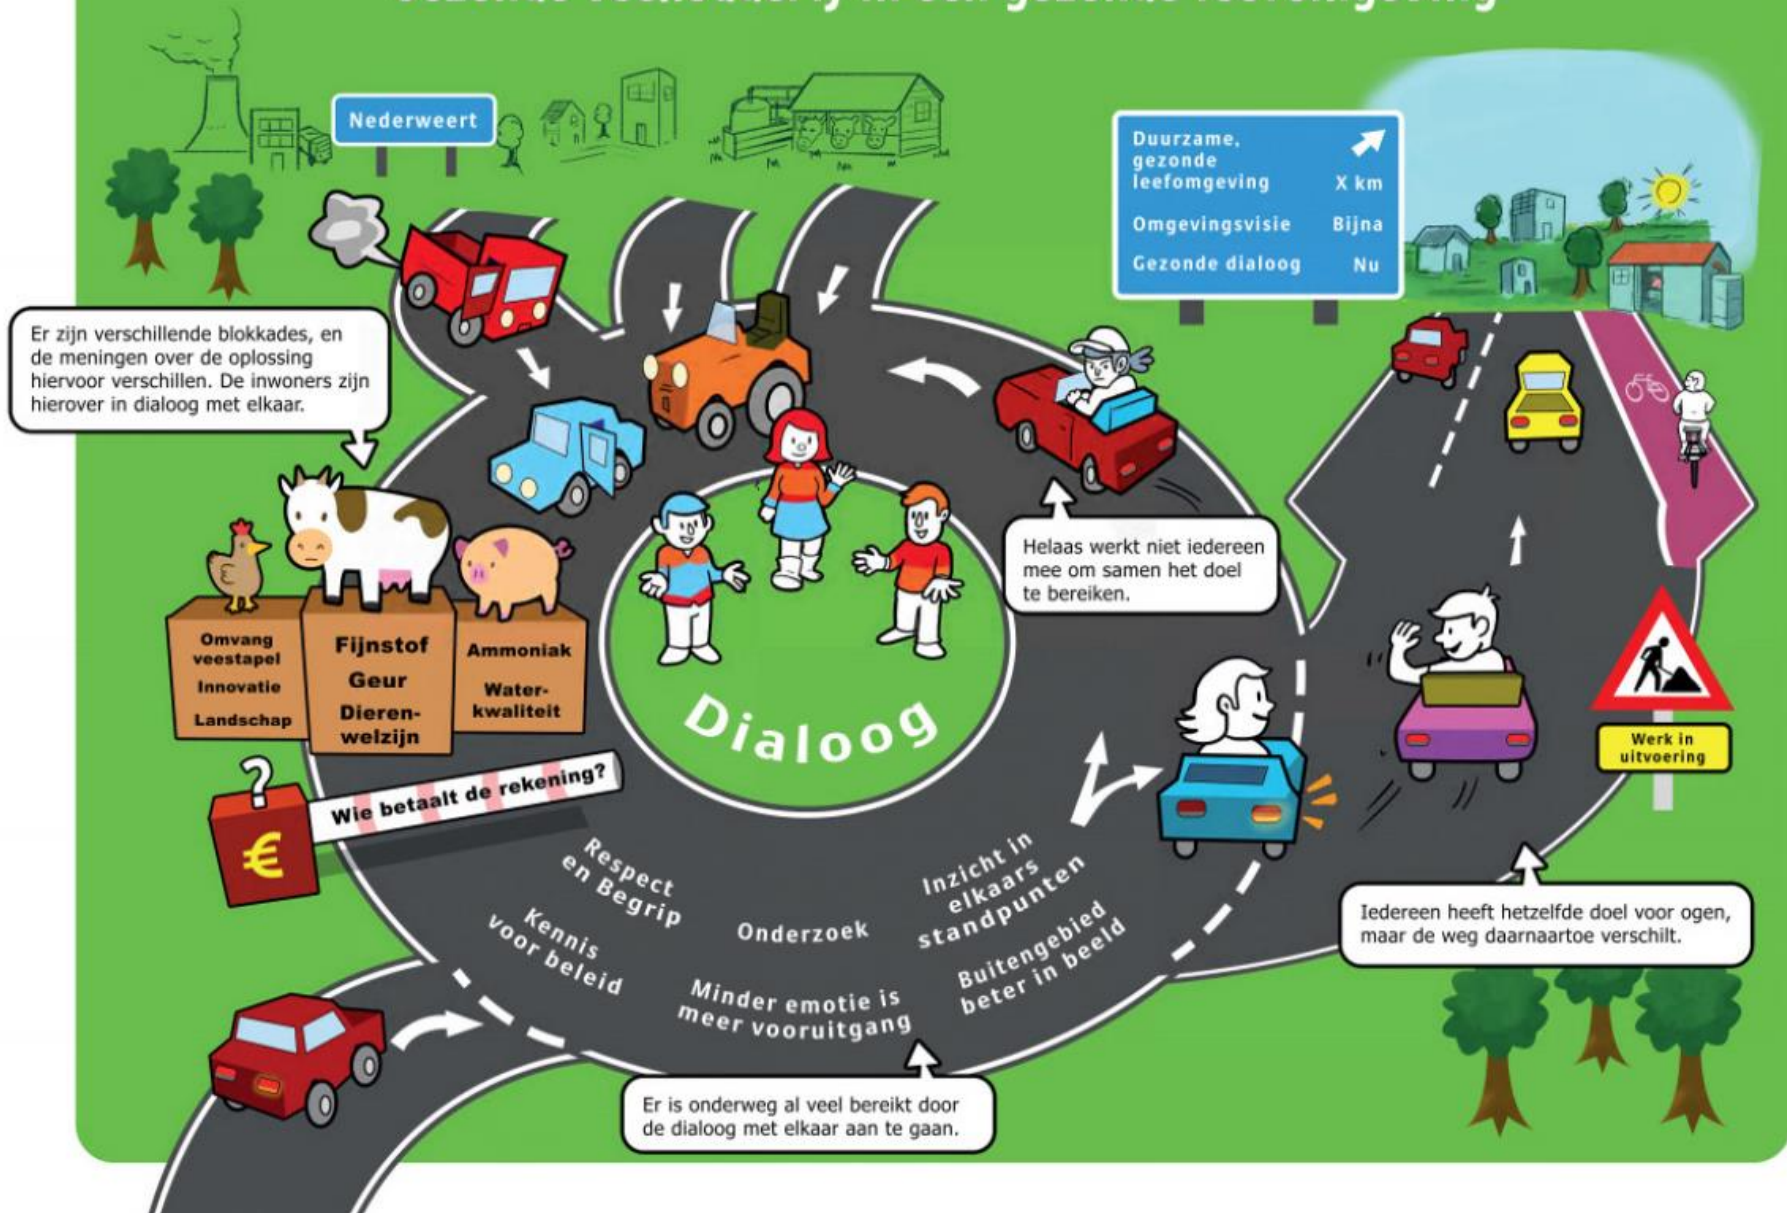 in een gezonde leefomgeving
Nederweert
Duurzame,
gezonde
leefomgeving X km
Omgevingsvisie Bijna
Gezonde dialoog Nu
Er zijn verschillende blokkades, en
de meningen over de oplossing
hiervoor verschillen. De inwoners zijn
hierover in dialoog met elkaar.
Helaas werkt niet iedereen
mee om samen het doel
te bereiken.
Omvang
veestapel
Innovatie
Landschap
Fijnstof
Geur
Dieren-
welzijn
Ammoniak
Water-
kwaliteit
Dialoog
Werk in
uitvoering
?
€
Wie betaalt de rekening?
Respect
en Begrip
Kennis
voor beleid
Onderzoek
Minder emotie is
meer vooruitgang
Inzicht in
elkaars
standpunten
Buitengebied
beter in beeld
Iedereen heeft hetzelfde doel voor ogen,
maar de weg daarnaartoe verschilt.
Er is onderweg al veel bereikt door
de dialoog met elkaar aan te gaan.